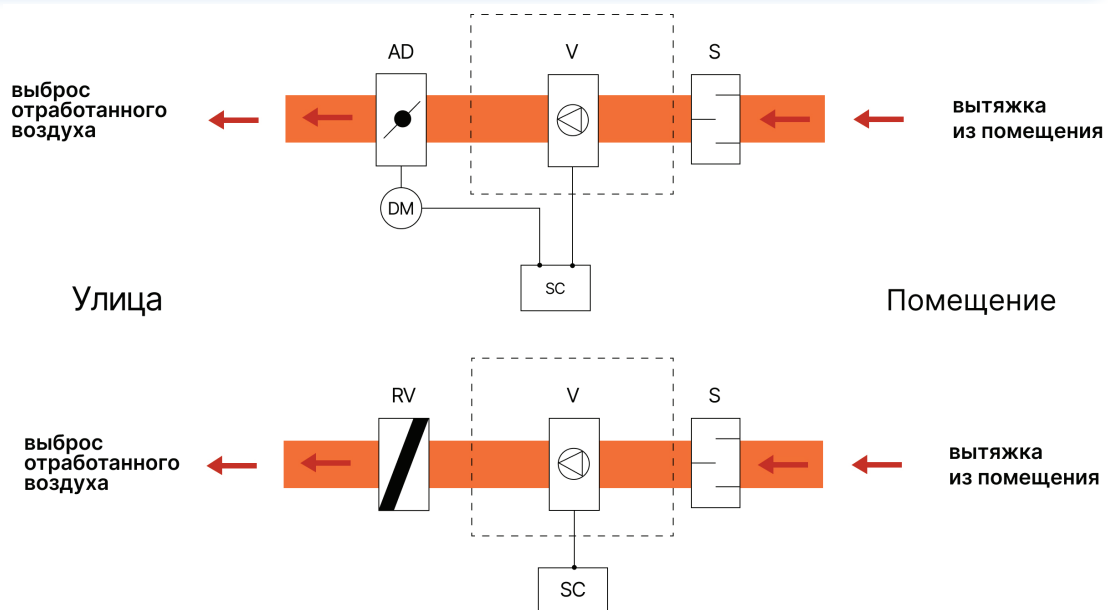 AD
V
S
выброс
отработанного
воздуха
вытяжка
из помещения
DM
SC
Улица
Помещение
RV
V
S
выброс
отработанного
воздуха
вытяжка
из помещения
SC